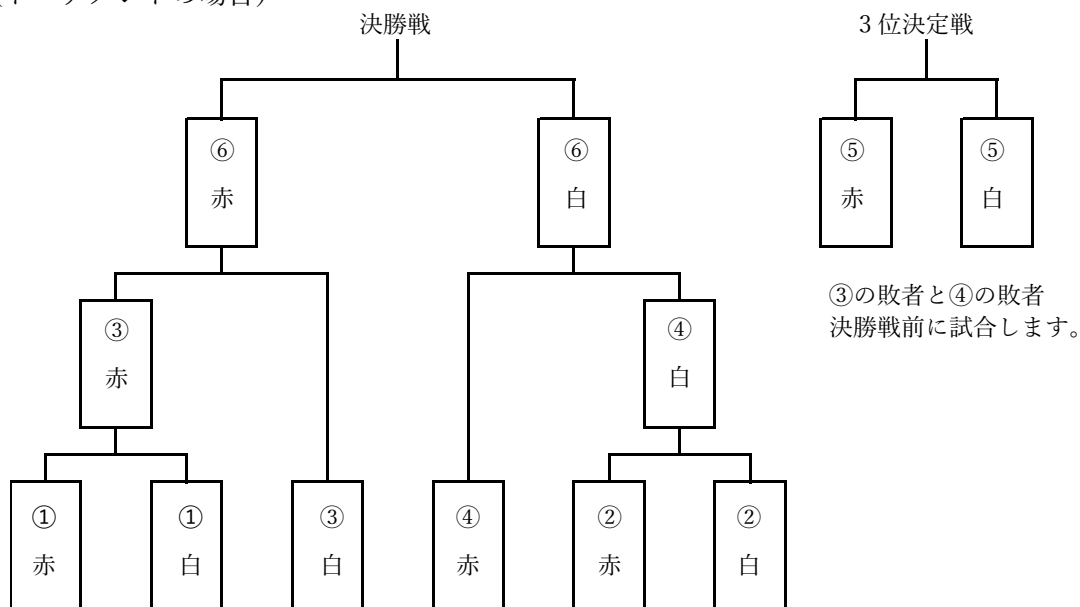 決勝戦
3位決定戦
⑥
赤
⑥
白
⑤
赤
⑤
白
③の敗者と④の敗者
決勝戦前に試合します。
③
赤
④
白
①
赤
①
白
③
白
④
赤
②
赤
②
白